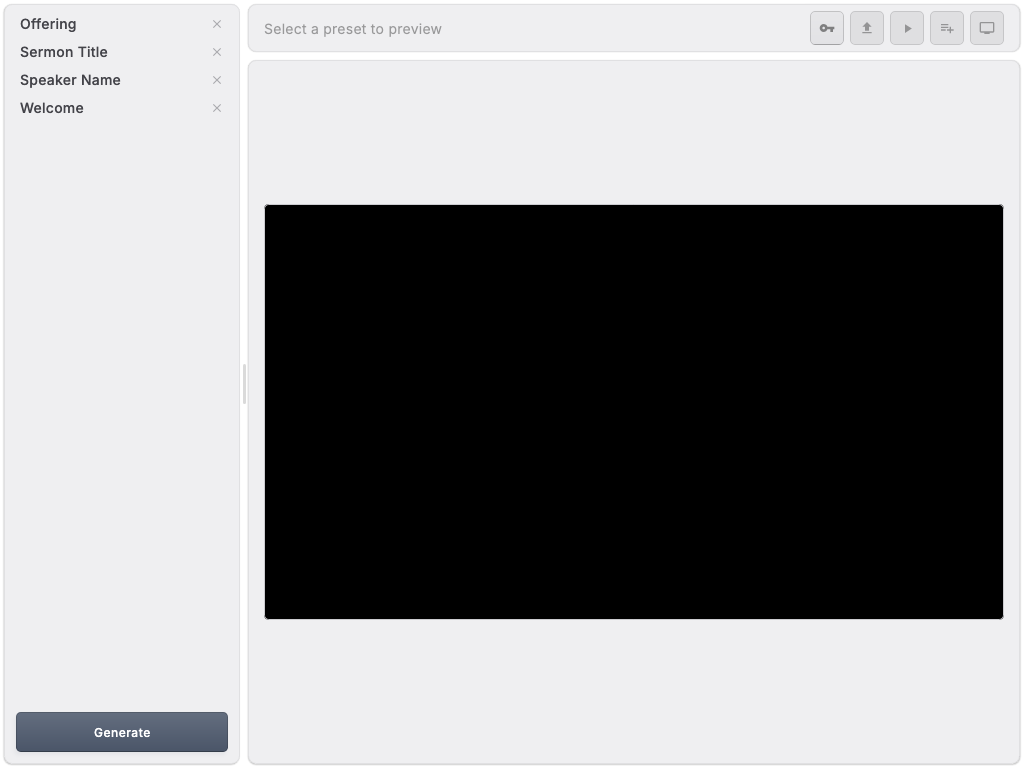 Offering
Sermon Title
Speaker Name
Welcome
Generate
Select a preset to preview